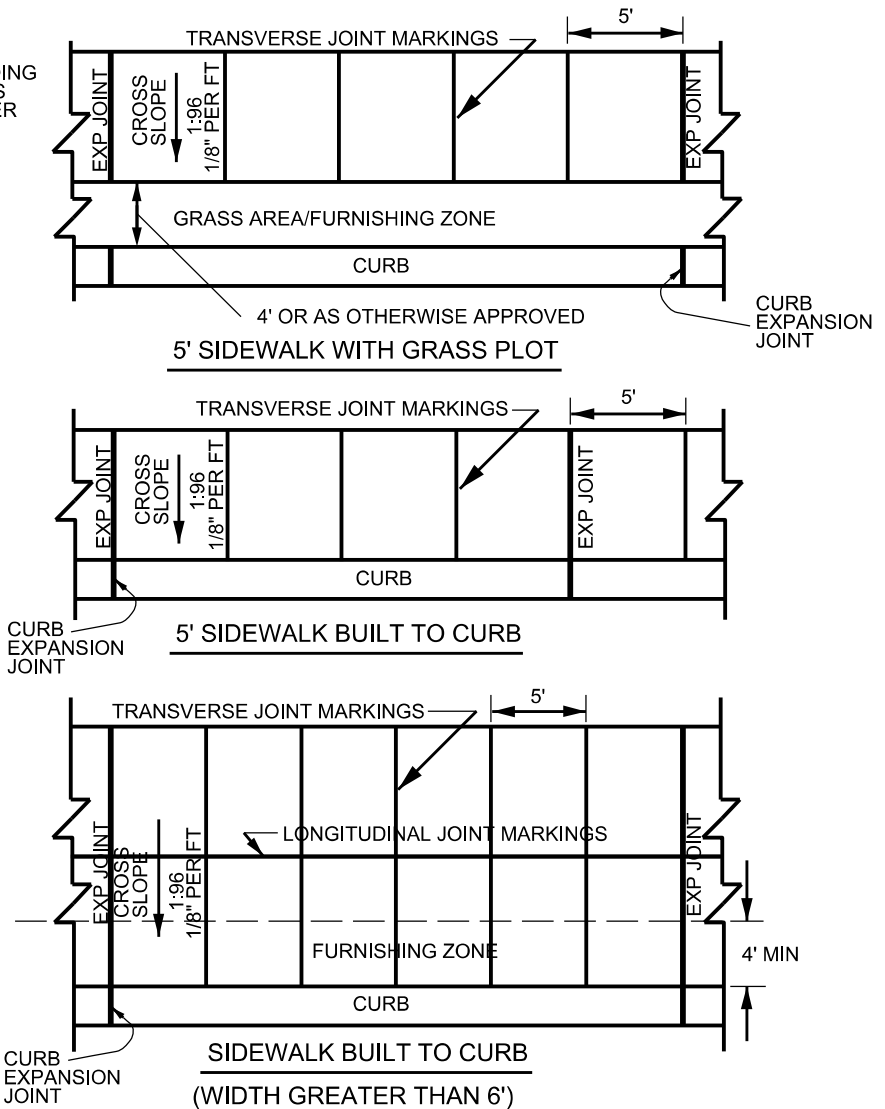 5'
TRANSVERSE JOINT MARKINGS
DING
S
ER
EXP JOINT
CROSS
SLOPE
1:96
1/8" PER FT
EXP JOINT
GRASS AREA/FURNISHING ZONE
CURB
4' OR AS OTHERWISE APPROVED
CURB
EXPANSION
JOINT
5' SIDEWALK WITH GRASS PLOT
5'
TRANSVERSE JOINT MARKINGS
EXP JOINT
CROSS
SLOPE
1:96
1/8" PER FT
EXP JOINT
CURB
CURB
EXPANSION
JOINT
5' SIDEWALK BUILT TO CURB
5'
TRANSVERSE JOINT MARKINGS
LONGITUDINAL JOINT MARKINGS
EXP JOINT
CROSS
SLOPE
1:96
1/8" PER FT
EXP JOINT
FURNISHING ZONE
4' MIN
CURB
CURB
EXPANSION
JOINT
SIDEWALK BUILT TO CURB
(WIDTH GREATER THAN 6')